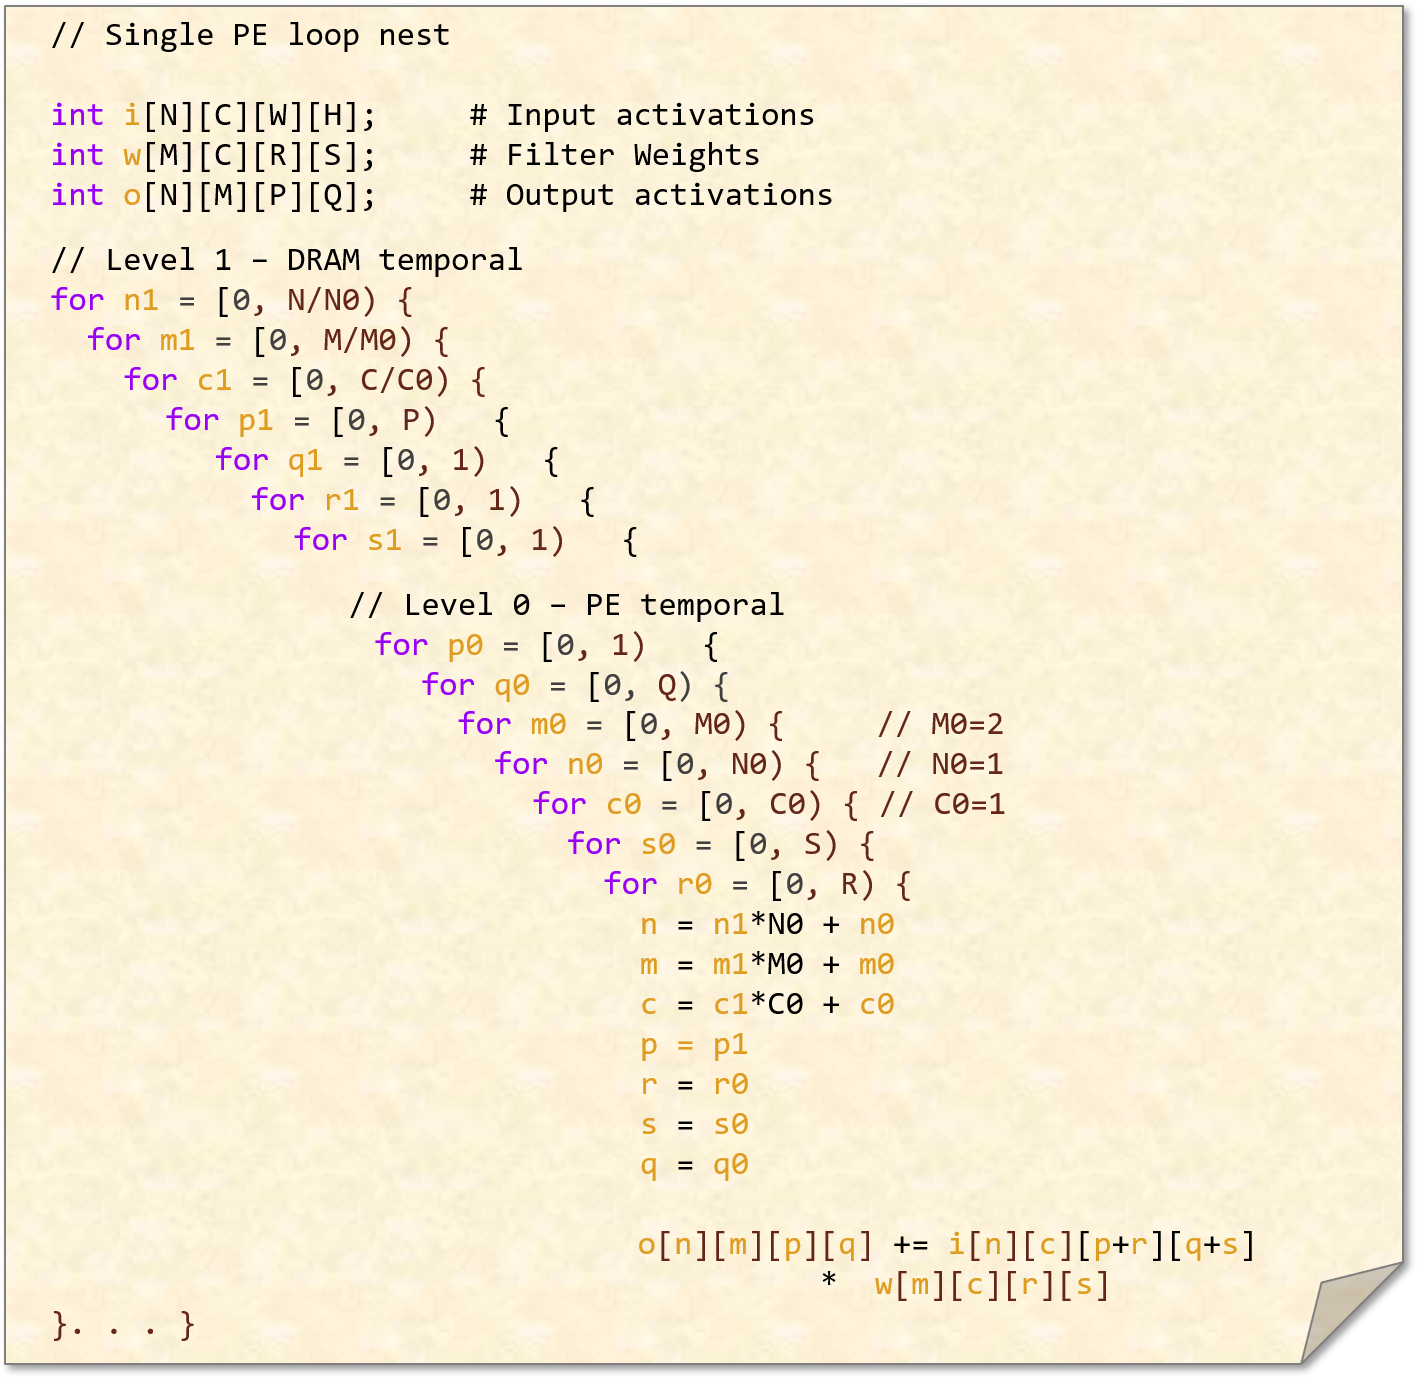 // Single PE loop nest
int i[N][C][W][H];     # Input activations
int w[M][C][R][S];     # Filter Weights
int o[N][M][P][Q];     # Output activations
// Level 1 – DRAM temporal
for n1 = [0, N/N0) {
for m1 = [0, M/M0) {
for c1 = [0, C/C0) {
for p1 = [0, P)   {
for q1 = [0, 1)   {
for r1 = [0, 1)   {
for s1 = [0, 1)   {
// Level 0 – PE temporal
for p0 = [0, 1)   {
for q0 = [0, Q) {
for m0 = [0, M0) {     // M0=2
for n0 = [0, N0) {   // N0=1
for c0 = [0, C0) { // C0=1
for s0 = [0, S) {
for r0 = [0, R) {
n = n1*N0 + n0
m = m1*M0 + m0
c = c1*C0 + c0
p = p1
r = r0
s = s0
q = q0
o[n][m][p][q] += i[n][c][p+r][q+s]
*  w[m][c][r][s]
}. . . }